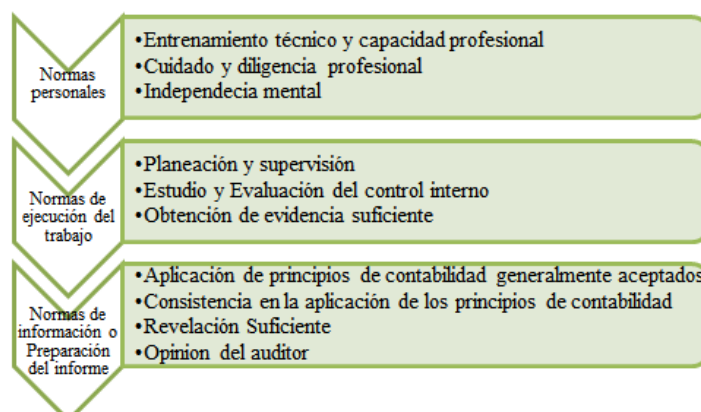 Normas
personales
•Entrenamiento técnico y capacidad profesional
•Cuidado y diligencia profesional
•Independecia mental
Normas de
ejecución del
trabajo
•Planeación y supervisión
•Estudio y Evaluación del control interno
•Obtención de evidencia suficiente
Normas de
información o
Preparación
del informe
•Aplicación de principios de contabilidad generalmente aceptados
•Consistencia en la aplicación de los principios de contabilidad
•Revelación Suficiente
•Opinion del auditor